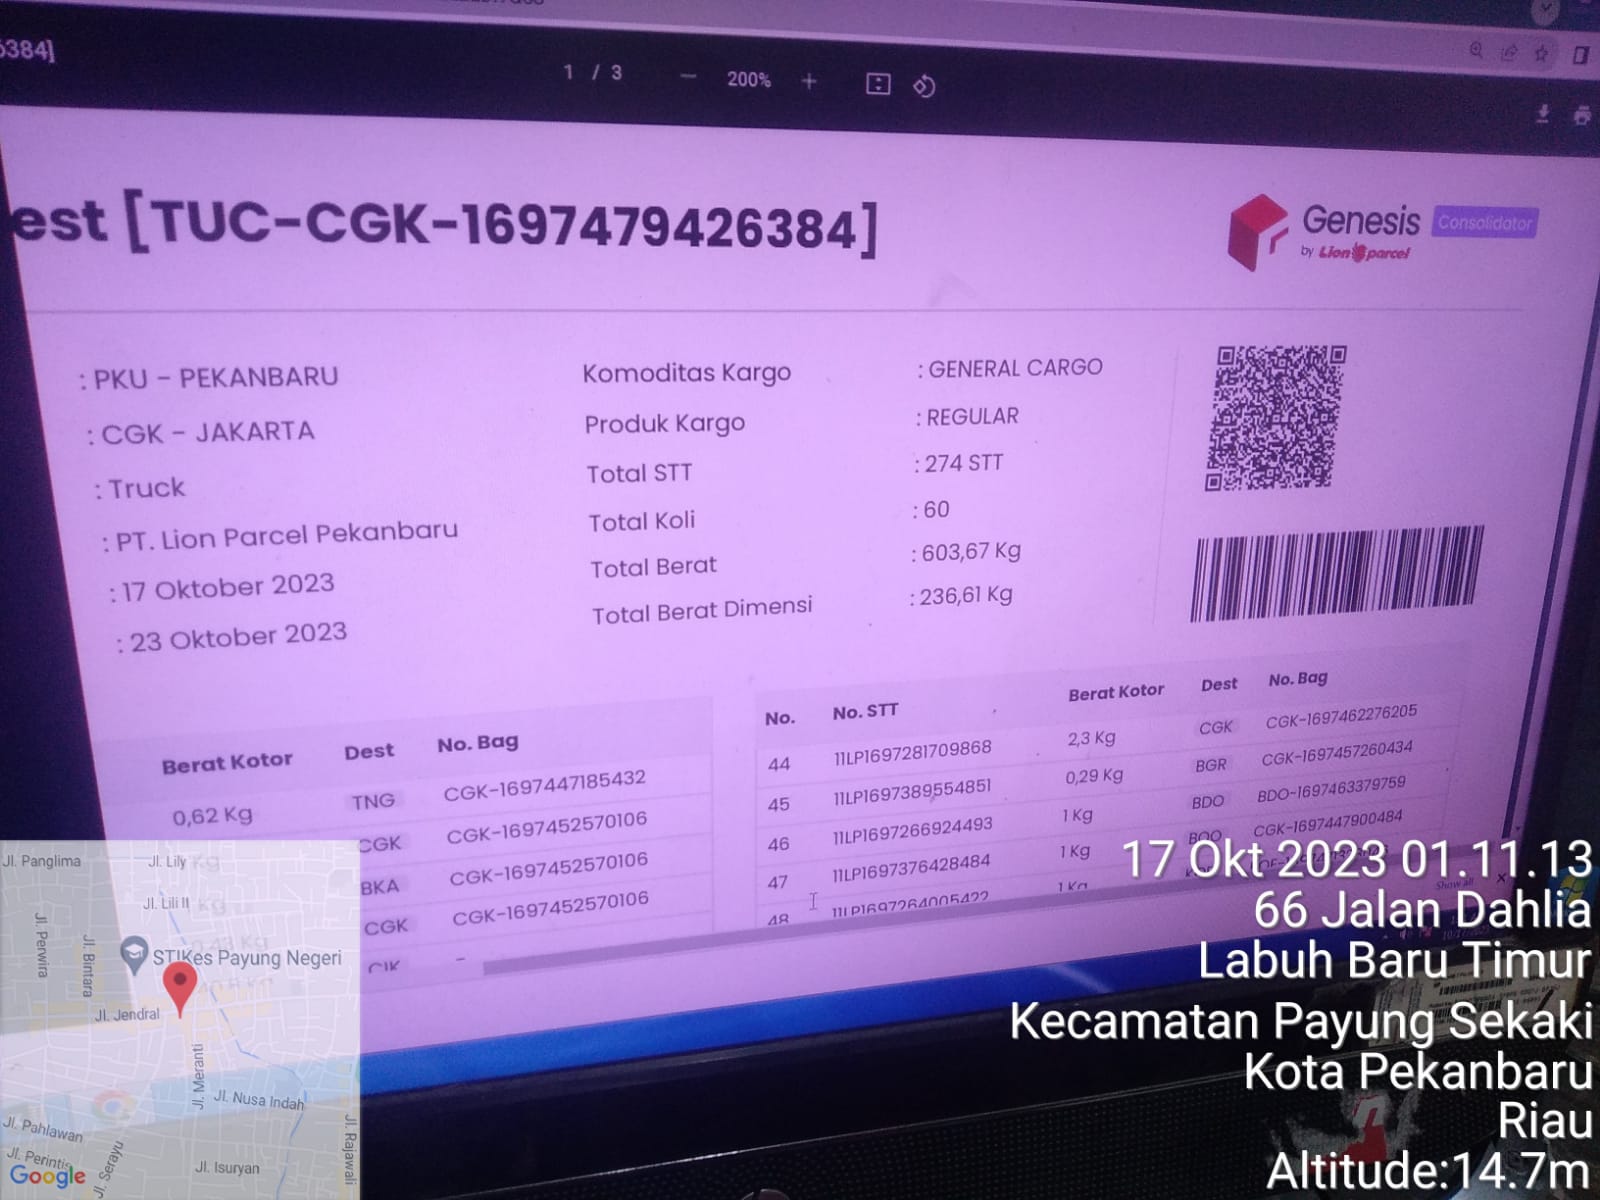 6384]
1 / 3
200%
est [TUC-CGK-1697479426384]
Genesis
Consolidator
by Lion parcel
: PKU - PEKANBARU
: CGK - JAKARTA
: Truck
: PT. Lion Parcel Pekanbaru
: 17 Oktober 2023
: 23 Oktober 2023
Komoditas Kargo : GENERAL CARGO
Produk Kargo : REGULAR
Total STT : 274 STT
Total Koli : 60
Total Berat : 603,67 Kg
Total Berat Dimensi : 236,61 Kg
Berat Kotor Dest No. Bag
0,62 Kg TNG CGK-1697447185432
CGK CGK-1697452570106
BKA CGK-1697452570106
CGK CGK-1697452570106
No. No. STT Berat Kotor Dest No. Bag
44 11LP1697281709868 2,3 Kg CGK CGK-1697462276205
45 11LP1697389554851 0,29 Kg BGR CGK-1697457260434
46 11LP1697266924493 1 Kg BDO BDO-1697463379759
47 11LP1697376428484 1 Kg BOO CGK-1697447900484
48 11LP1697264005422 1 Kg
Show all
17 Okt 2023 01.11.13
66 Jalan Dahlia
Labuh Baru Timur
Kecamatan Payung Sekaki
Kota Pekanbaru
Riau
Altitude:14.7m
Jl. Panglima
Jl. Lily
Jl. Lili II
Jl. Perwira
Jl. Bintara
STIKes Payung Negeri
Jl. Jendral
Jl. Meranti
Jl. Nusa Indah
Jl. Pahlawan
Jl. Perintis
Jl. Serayu
Jl. Isuryan
Jl. Rajawali
Google